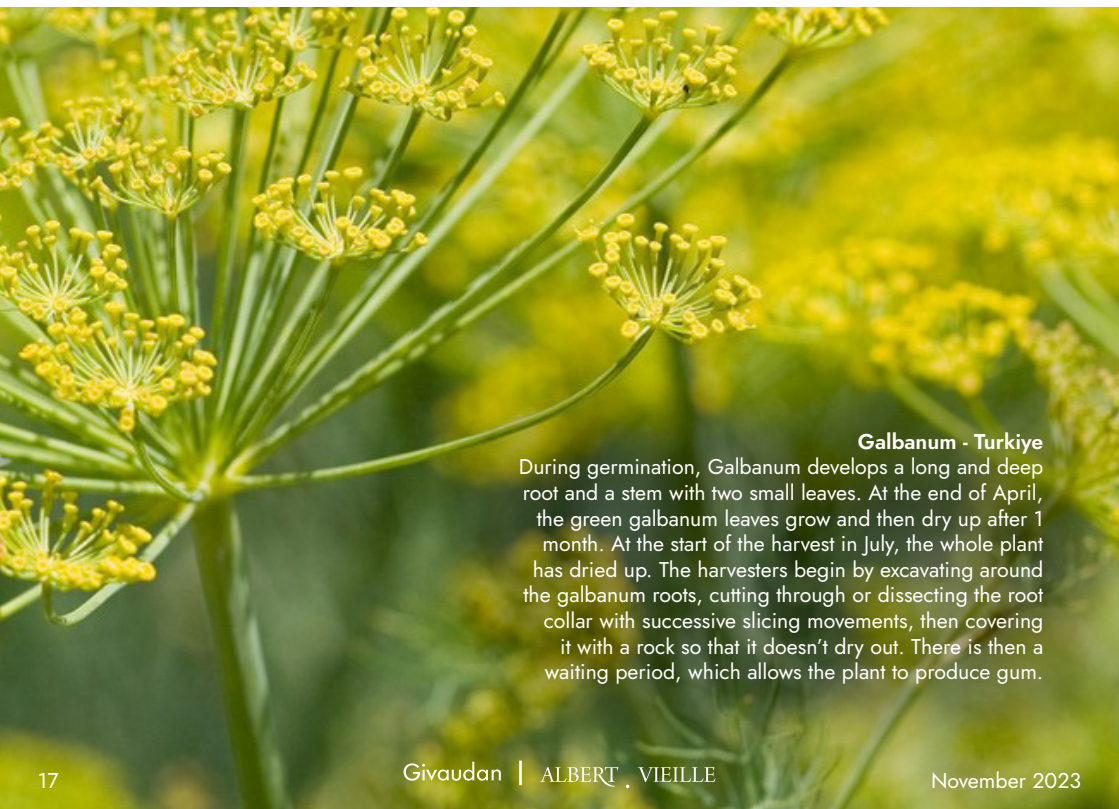 Galbanum - Turkiye
During germination, Galbanum develops a long and deep
root and a stem with two small leaves. At the end of April,
the green galbanum leaves grow and then dry up after 1
month. At the start of the harvest in July, the whole plant
has dried up. The harvesters begin by excavating around
the galbanum roots, cutting through or dissecting the root
collar with successive slicing movements, then covering
it with a rock so that it doesn’t dry out. There is then a
waiting period, which allows the plant to produce gum.
17
Givaudan | ALBERT . VIEILLE
November 2023